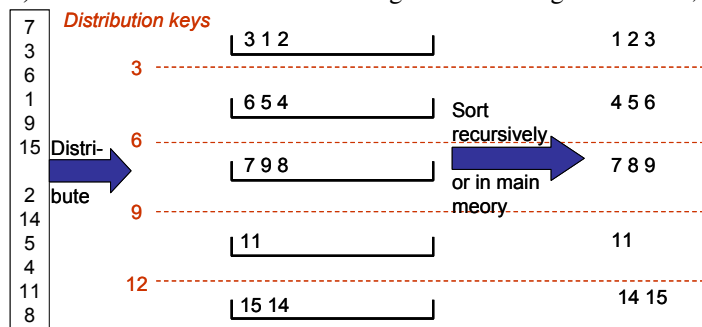 Distribution keys
7
3
6
1
9
15
2
14
5
4
11
8
Distri-
bute
3
6
9
12
3 1 2
6 5 4
7 9 8
11
15 14
Sort
recursively
or in main
meory
1 2 3
4 5 6
7 8 9
11
14 15